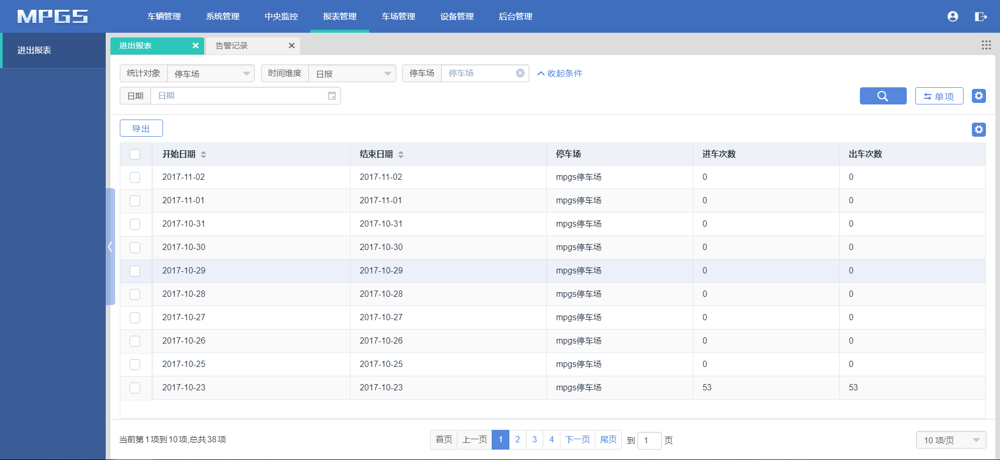 MPGS 车辆管理 系统管理 中央监控 报表管理 车场管理 设备管理 后台管理
进出报表
进出报表 告警记录
统计对象 停车场 时间维度 日报 停车场 停车场 收起条件
日期 日期 单项
导出
开始日期 结束日期 停车场 进车次数 出车次数
2017-11-02 2017-11-02 mpgs停车场 0 0
2017-11-01 2017-11-01 mpgs停车场 0 0
2017-10-31 2017-10-31 mpgs停车场 0 0
2017-10-30 2017-10-30 mpgs停车场 0 0
2017-10-29 2017-10-29 mpgs停车场 0 0
2017-10-28 2017-10-28 mpgs停车场 0 0
2017-10-27 2017-10-27 mpgs停车场 0 0
2017-10-26 2017-10-26 mpgs停车场 0 0
2017-10-25 2017-10-25 mpgs停车场 0 0
2017-10-23 2017-10-23 mpgs停车场 53 53
当前第1项到10项,总共38项 首页 上一页 1 2 3 4 下一页 尾页 到 1 页 10 项/页